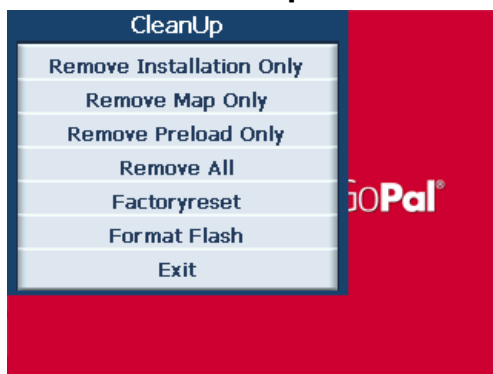 CleanUp
Remove Installation Only
Remove Map Only
Remove Preload Only
Remove All
Factoryreset
GoPal®
Format Flash
Exit